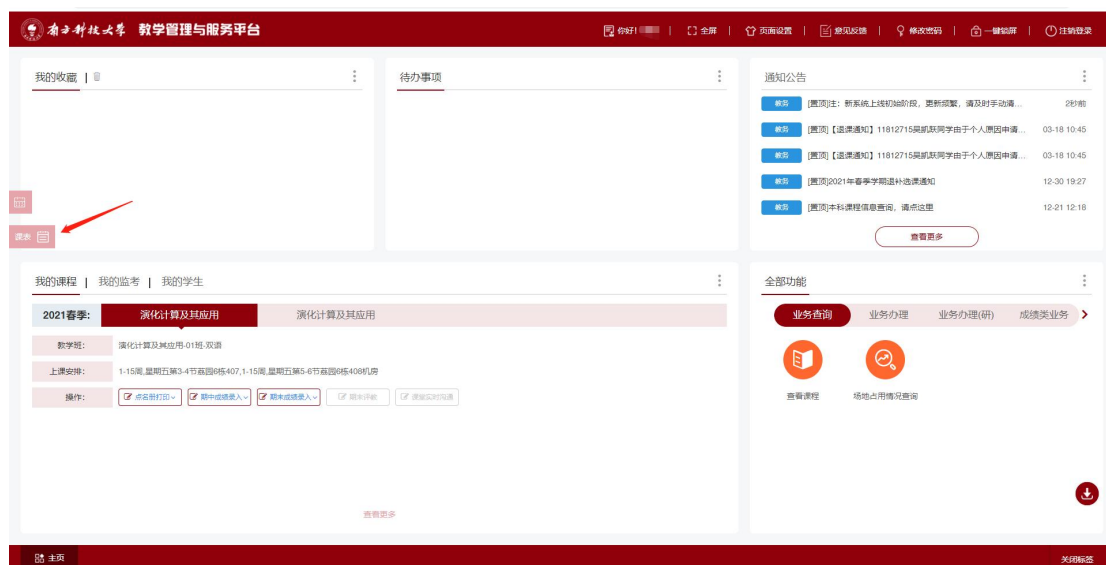 南方科技大学 教学管理与服务平台
你好! | 全屏 | 页面设置 | 意见反馈 | 修改密码 | 一键锁屏 | 注销登录
我的收藏 |
待办事项
通知公告
教务 [置顶]注：新系统上线初始阶段，更新频繁，请及时手动清... 2秒前
教务 [置顶]【退课通知】11812715吴凯跃同学由于个人原因申请... 03-18 10:45
教务 [置顶]【退课通知】11812715吴凯跃同学由于个人原因申请... 03-18 10:45
教务 [置顶]2021年春季学期退补选课通知 12-30 19:27
教务 [置顶]本科课程信息查询，请点这里 12-21 12:18
查看更多
课表
我的课程 | 我的监考 | 我的学生
2021春季: 演化计算及其应用 演化计算及其应用
教学班: 演化计算及其应用-01班-双语
上课安排: 1-15周,星期五第3-4节荔园6栋407,1-15周,星期五第5-6节荔园6栋408机房
操作: 点名册打印 期中成绩录入 期末成绩录入 期末评教 课堂实时沟通
查看更多
全部功能
业务查询 业务办理 业务办理(研) 成绩类业务
查看课程 场地占用情况查询
主页
关闭标签